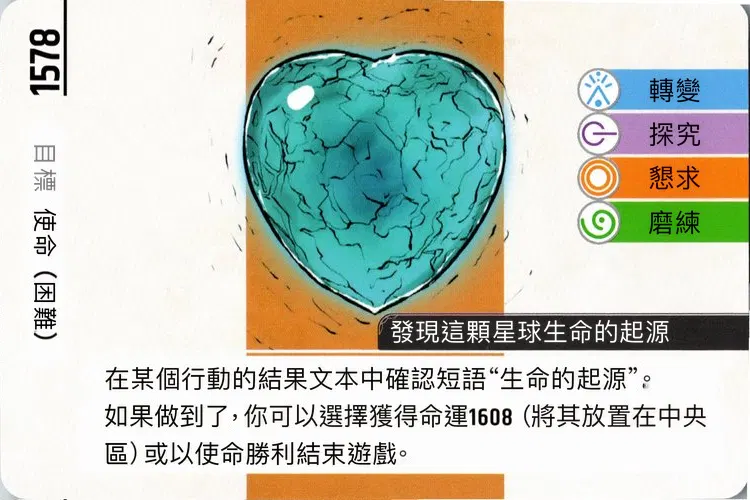 1578
目標 使命（困難）
轉變
探究
懇求
磨練
發現這顆星球生命的起源
在某個行動的結果文本中確認短語“生命的起源”。
如果做到了，你可以選擇獲得命運1608（將其放置在中央
區）或以使命勝利結束遊戲。